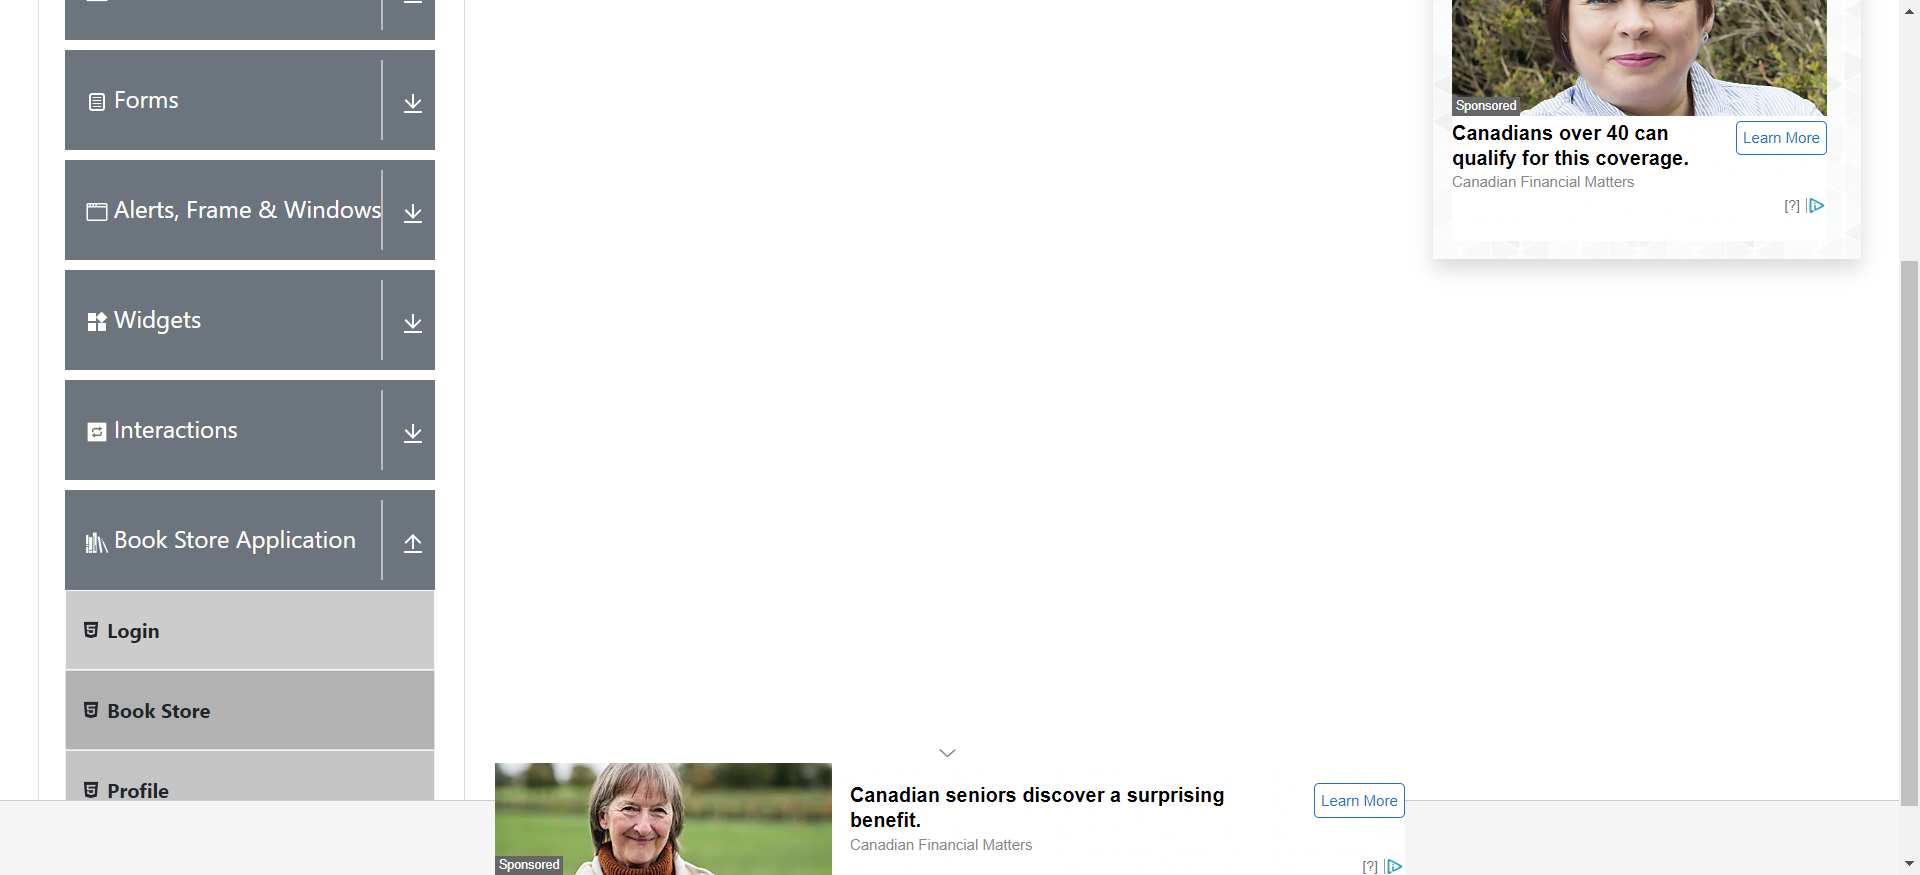 Forms
Alerts, Frame & Windows
Widgets
Interactions
Book Store Application
Login
Book Store
Profile
Sponsored
Canadians over 40 can
qualify for this coverage.
Learn More
Canadian Financial Matters
[?]
Sponsored
Canadian seniors discover a surprising
benefit.
Learn More
Canadian Financial Matters
[?]